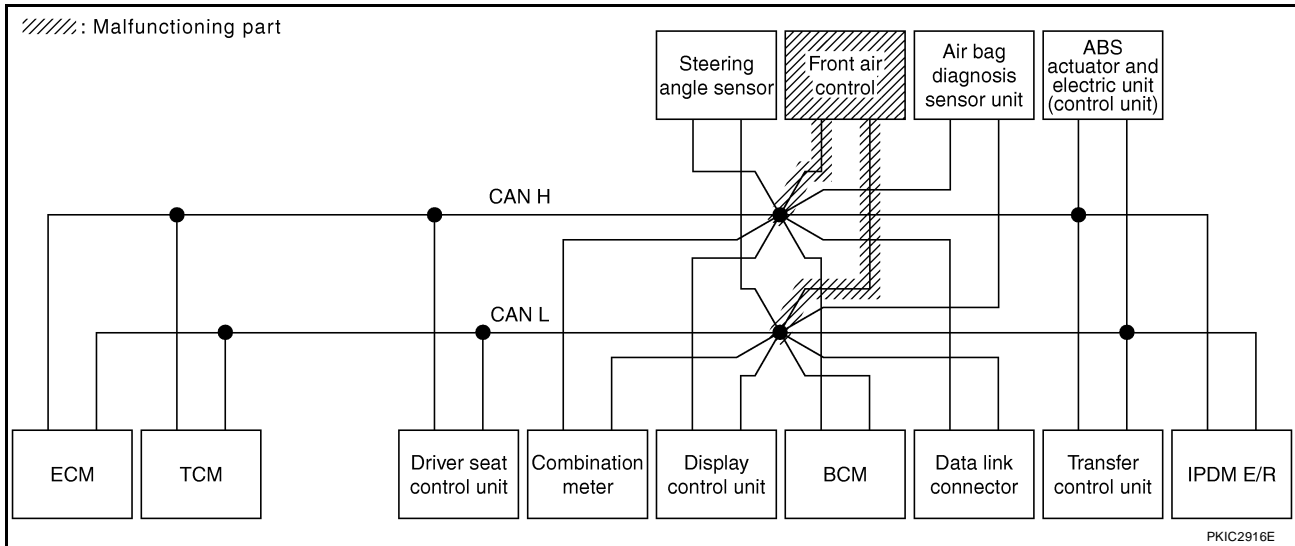 : Malfunctioning part
Steering
angle sensor
Front air
control
Air bag
diagnosis
sensor unit
ABS
actuator and
electric unit
(control unit)
CAN H
CAN L
ECM
TCM
Driver seat
control unit
Combination
meter
Display
control unit
BCM
Data link
connector
Transfer
control unit
IPDM E/R
PKIC2916E